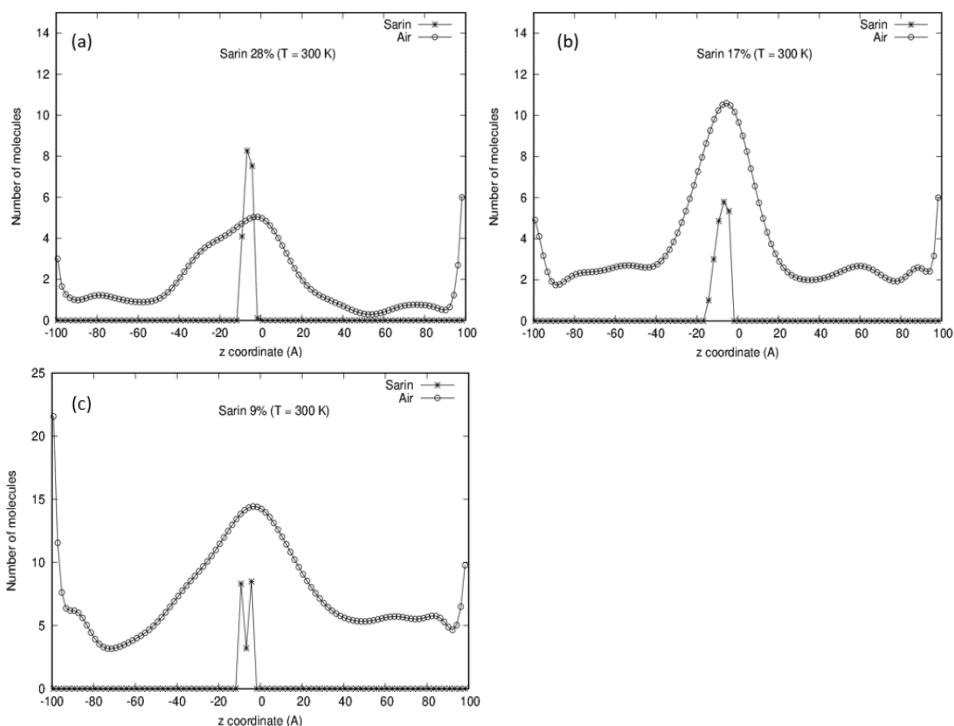 (a)
Sarin
Air
Sarin 28% (T = 300 K)
Number of molecules
14
12
10
8
6
4
2
0
-100 -80 -60 -40 -20 0 20 40 60 80 100
z coordinate (A)
(b)
Sarin
Air
Sarin 17% (T = 300 K)
Number of molecules
14
12
10
8
6
4
2
0
-100 -80 -60 -40 -20 0 20 40 60 80 100
z coordinate (A)
(c)
Sarin
Air
Sarin 9% (T = 300 K)
Number of molecules
25
20
15
10
5
0
-100 -80 -60 -40 -20 0 20 40 60 80 100
z coordinate (A)